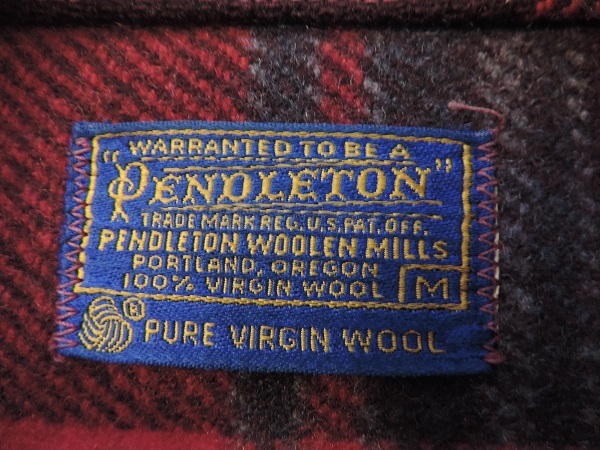 WARRANTED TO BE A
"PENDLETON"
TRADE MARK REG. U.S. PAT. OFF.
PENDLETON WOOLEN MILLS
PORTLAND, OREGON
100% VIRGIN WOOL M
® PURE VIRGIN WOOL